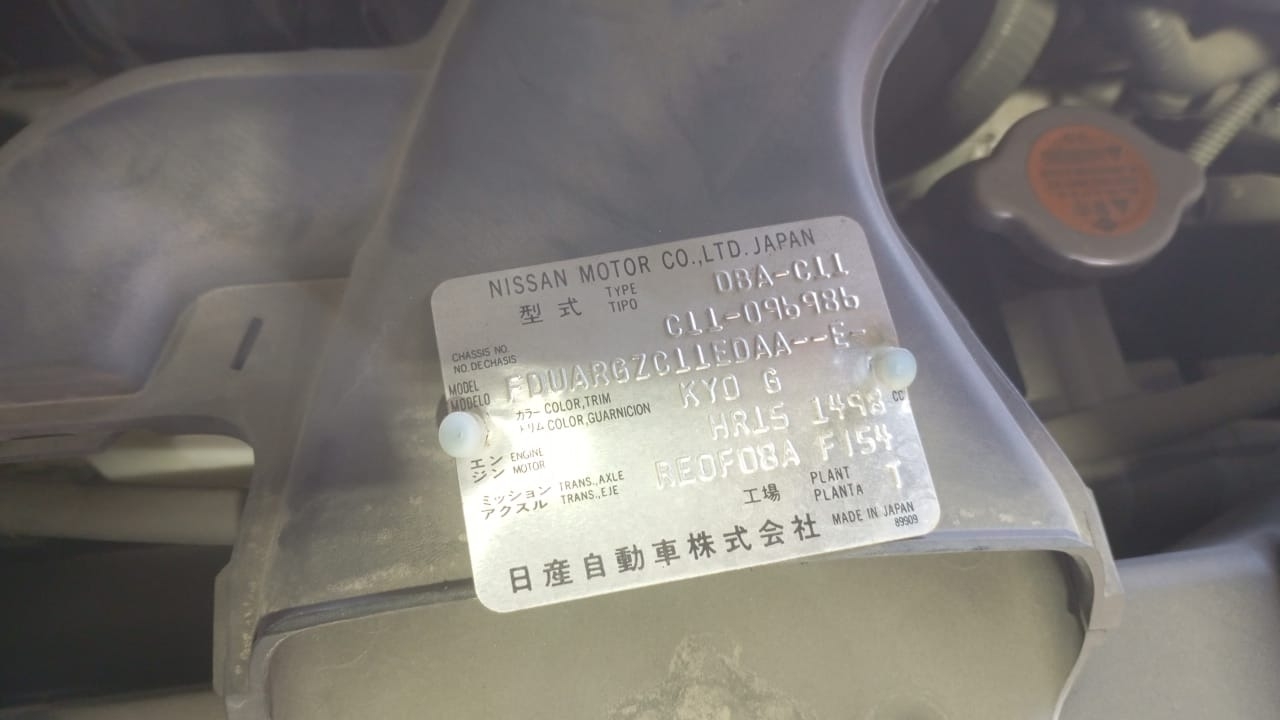 NISSAN MOTOR CO.,LTD. JAPAN
型式 TYPE TIPO DBA-C11
CHASSIS NO. NO. DE CHASIS C11-096986
MODEL MODELO FDUARGZC11EDAA--E-
カラー COLOR,TRIM トリム COLOR,GUARNICION KY0 G
エンジン ENGINE MOTOR HR15 1498 CC
ミッション アクスル TRANS.,AXLE TRANS.,EJE RE0F08A F154
工場 PLANT PLANTA T
日産自動車株式会社 MADE IN JAPAN
89909